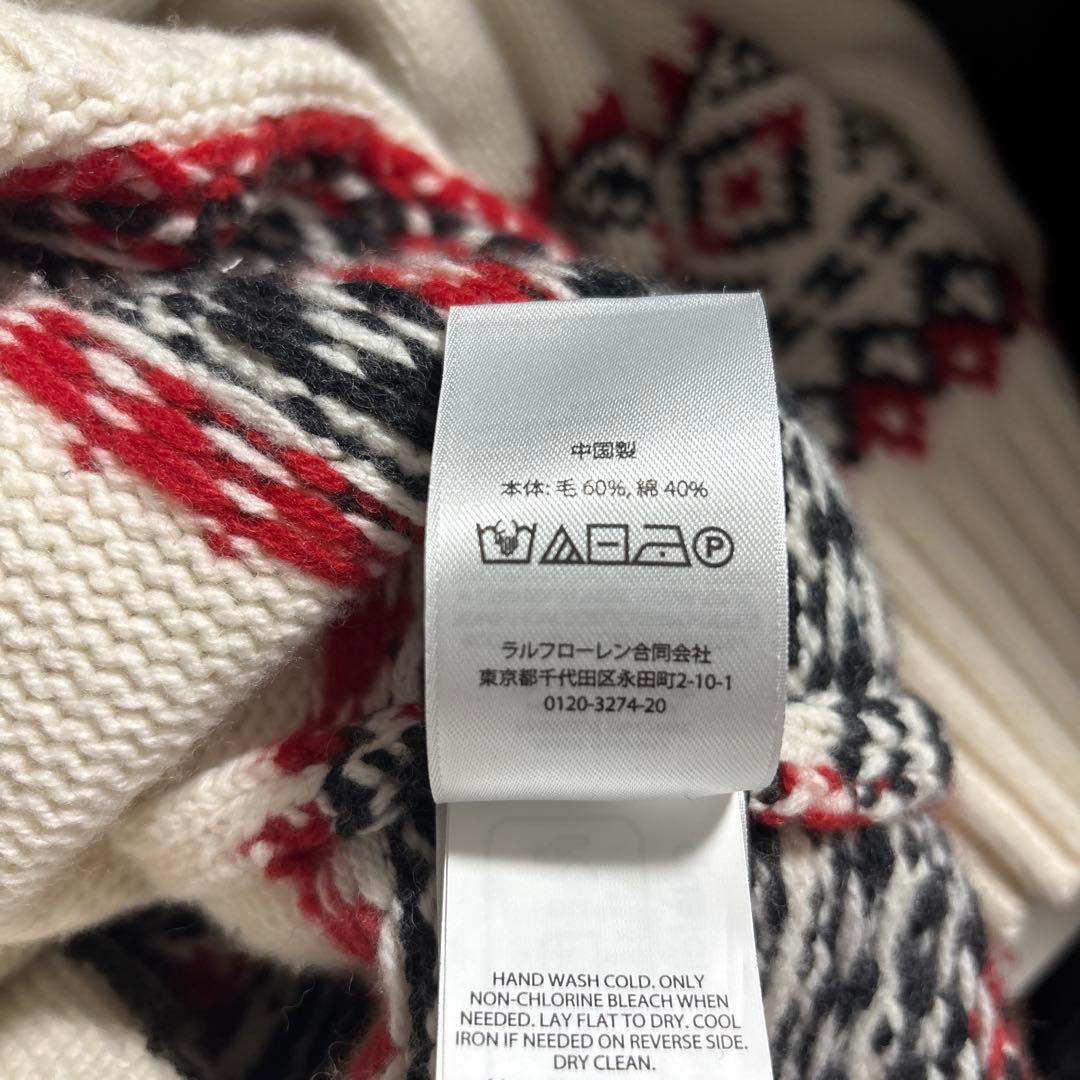 中国製
本体: 毛 60%, 綿 40%
P
ラルフローレン合同会社
東京都千代田区永田町2-10-1
0120-3274-20
HAND WASH COLD. ONLY
NON-CHLORINE BLEACH WHEN
NEEDED. LAY FLAT TO DRY. COOL
IRON IF NEEDED ON REVERSE SIDE.
DRY CLEAN.